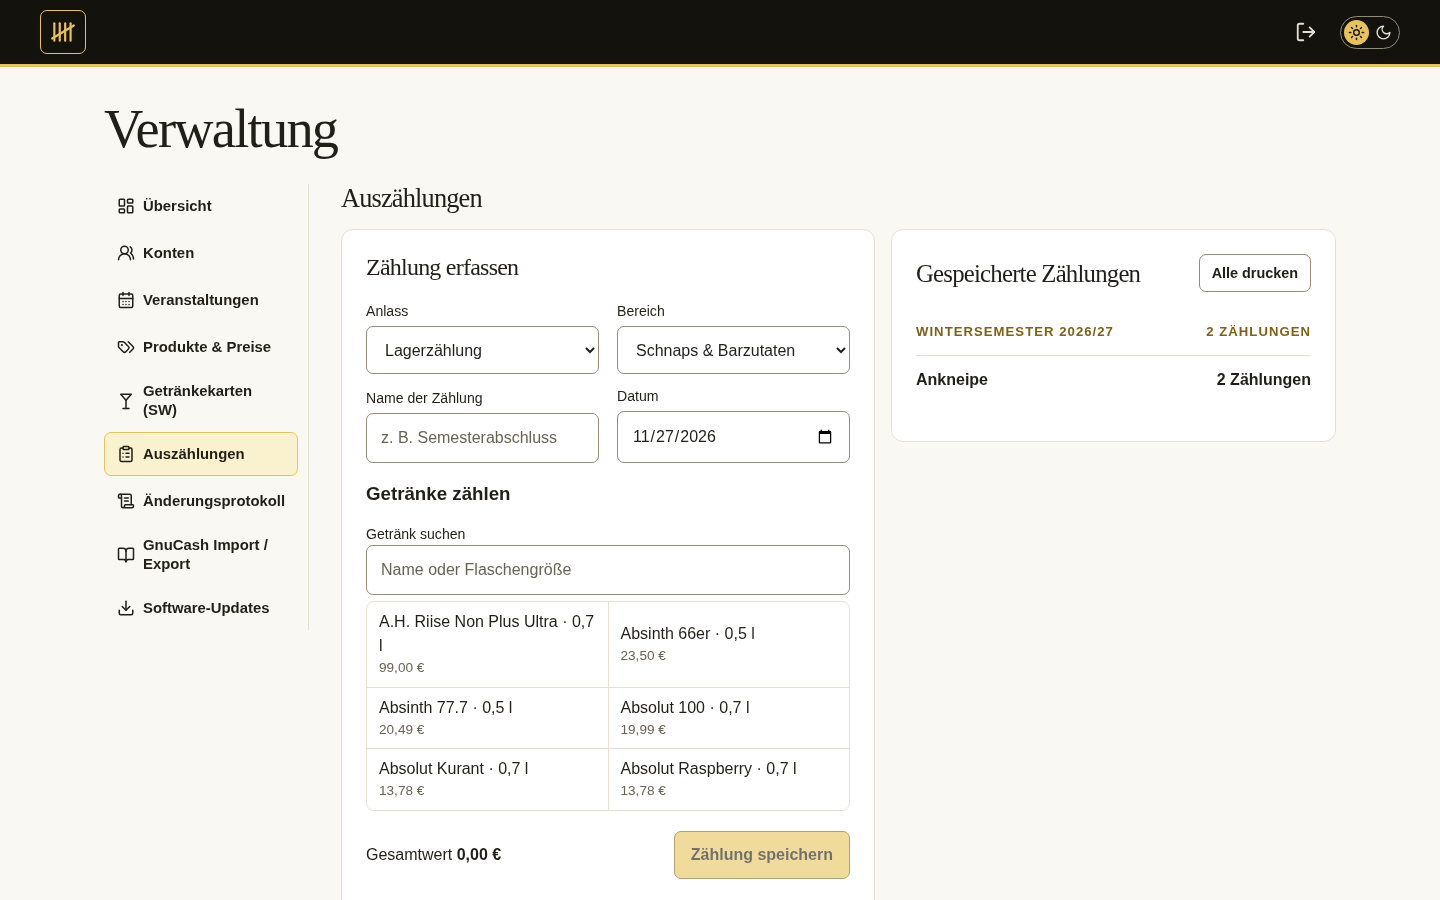 Verwaltung
Übersicht
Konten
Veranstaltungen
Produkte & Preise
Getränkekarten
(SW)
Auszählungen
Änderungsprotokoll
GnuCash Import /
Export
Software-Updates
Auszählungen
Zählung erfassen
Anlass
Bereich
Lagerzählung
Schnaps & Barzutaten
Name der Zählung
Datum
z. B. Semesterabschluss
11/27/2026
Getränke zählen
Getränk suchen
Name oder Flaschengröße
A.H. Riise Non Plus Ultra · 0,7
l
99,00 €
Absinth 66er · 0,5 l
23,50 €
Absinth 77.7 · 0,5 l
20,49 €
Absolut 100 · 0,7 l
19,99 €
Absolut Kurant · 0,7 l
13,78 €
Absolut Raspberry · 0,7 l
13,78 €
Gesamtwert 0,00 €
Zählung speichern
Gespeicherte Zählungen
Alle drucken
WINTERSEMESTER 2026/27
2 ZÄHLUNGEN
Ankneipe
2 Zählungen